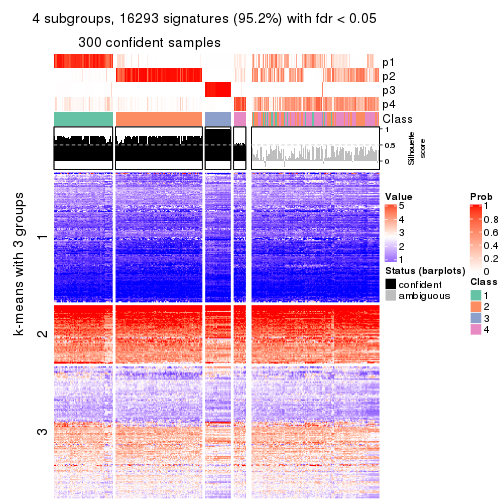 4 subgroups, 16293 signatures (95.2%) with fdr < 0.05
300 confident samples
p1
p2
p3
p4
Class
1
0.5
0
Silhouette
score
k-means with 3 groups
1
2
3
Value
5
4
3
2
1
Status (barplots)
confident
ambiguous
Prob
1
0.8
0.6
0.4
0.2
0
Class
1
2
3
4